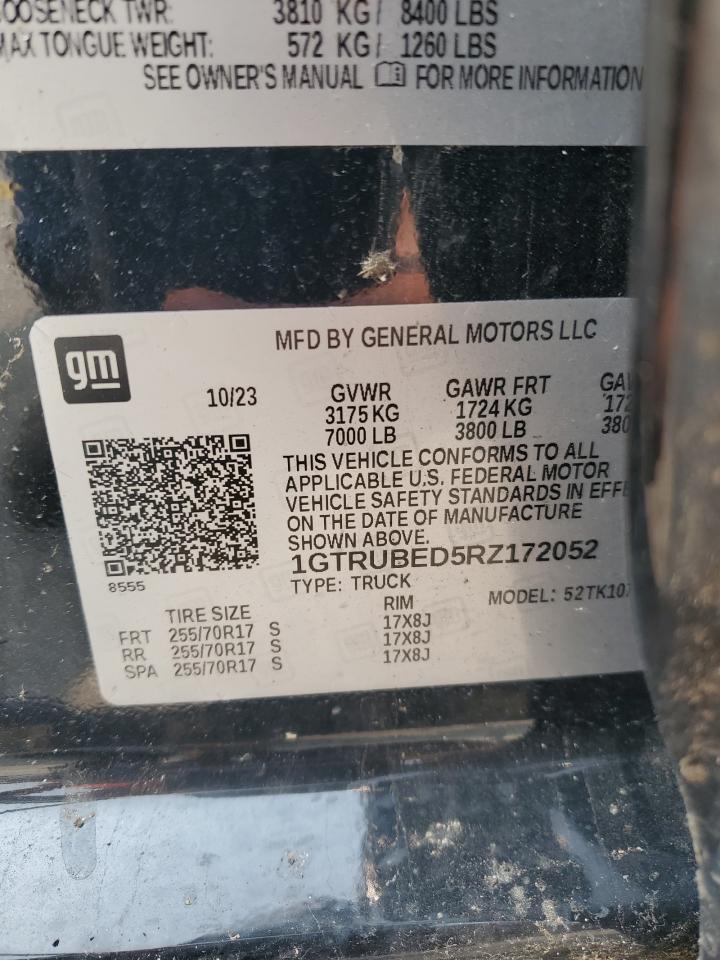 TWR: 3810 KG/ 8400 LBS
TONGUE WEIGHT: 572 KG/ 1260 LBS
SEE OWNER'S MANUAL FOR MORE INFORMATION
gm
MFD BY GENERAL MOTORS LLC
10/23 GVWR GAWR FRT
3175 KG 1724 KG
7000 LB 3800 LB
THIS VEHICLE CONFORMS TO ALL
APPLICABLE U.S. FEDERAL MOTOR
VEHICLE SAFETY STANDARDS IN
ON THE DATE OF MANUFACTURE
SHOWN ABOVE.
1GTRUBED5RZ172052
8555
TYPE: TRUCK MODEL:
TIRE SIZE RIM
FRT 255/70R17 S 17X8J
RR 255/70R17 S 17X8J
SPA 255/70R17 S 17X8J